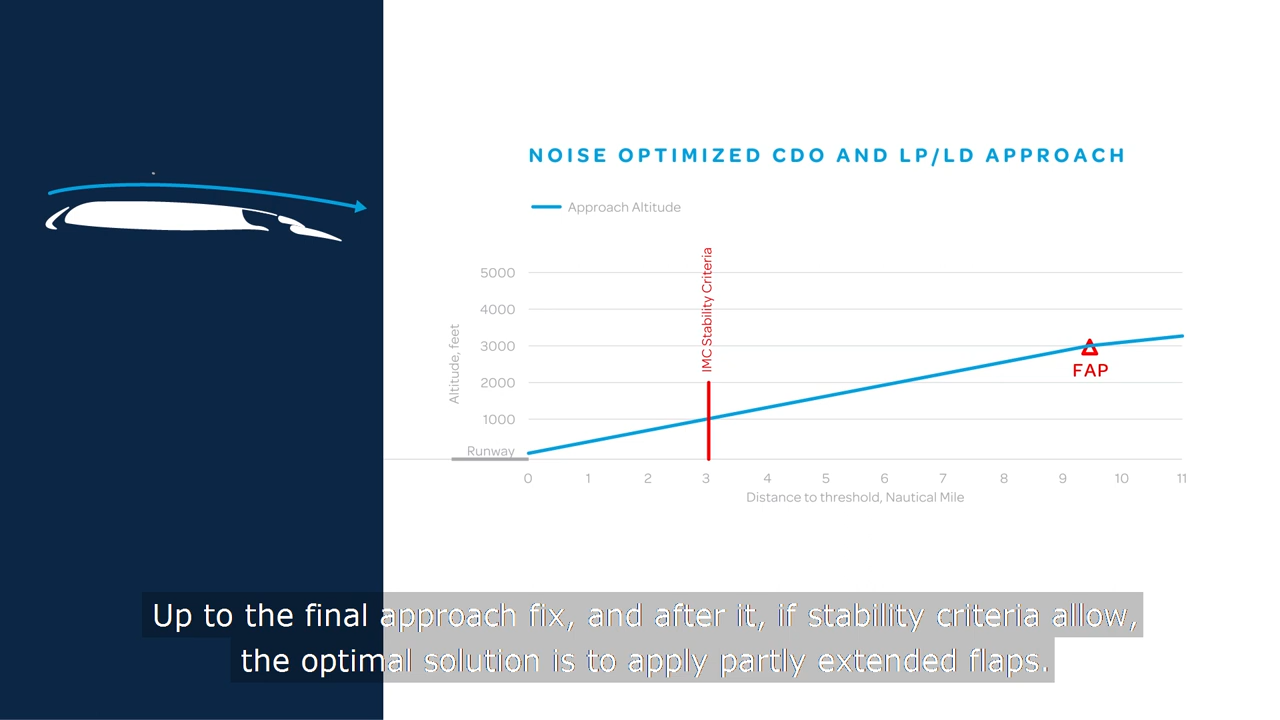 NOISE OPTIMIZED CDO AND LP/LD APPROACH
Approach Altitude
IMC Stability Criteria
Altitude, feet
5000
4000
3000
2000
1000
Runway
FAP
0 1 2 3 4 5 6 7 8 9 10 11
Distance to threshold, Nautical Mile
Up to the final approach fix, and after it, if stability criteria allow,
the optimal solution is to apply partly extended flaps.